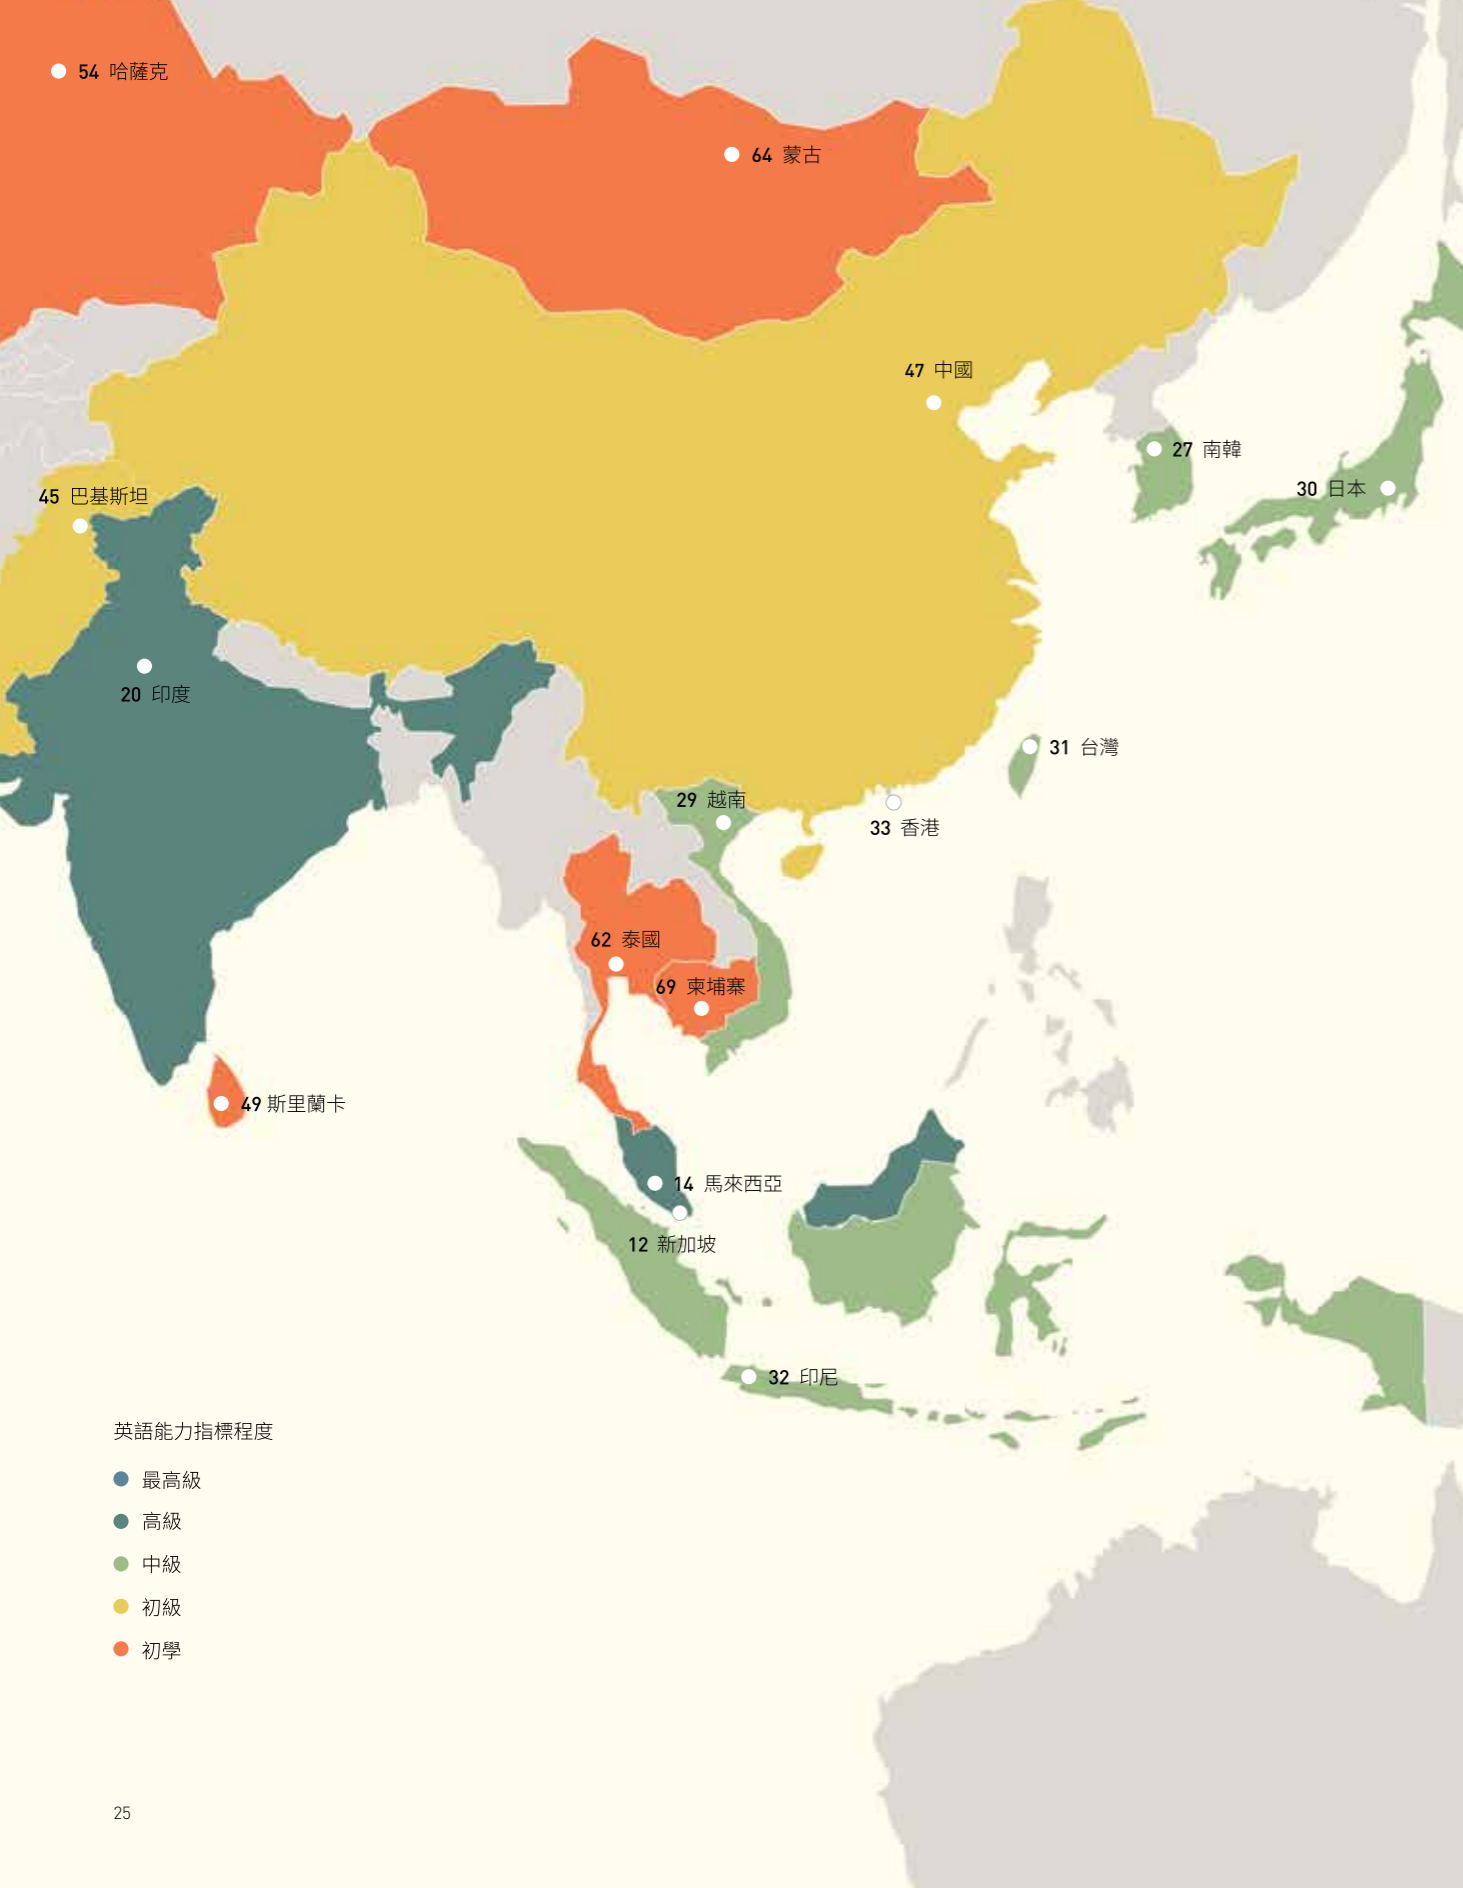 54 哈薩克
64 蒙古
47 中國
27 南韓
30 日本
45 巴基斯坦
20 印度
31 台灣
29 越南
33 香港
62 泰國
69 柬埔寨
49 斯里蘭卡
14 馬來西亞
12 新加坡
32 印尼
英語能力指標程度
最高級
高級
中級
初級
初學
25